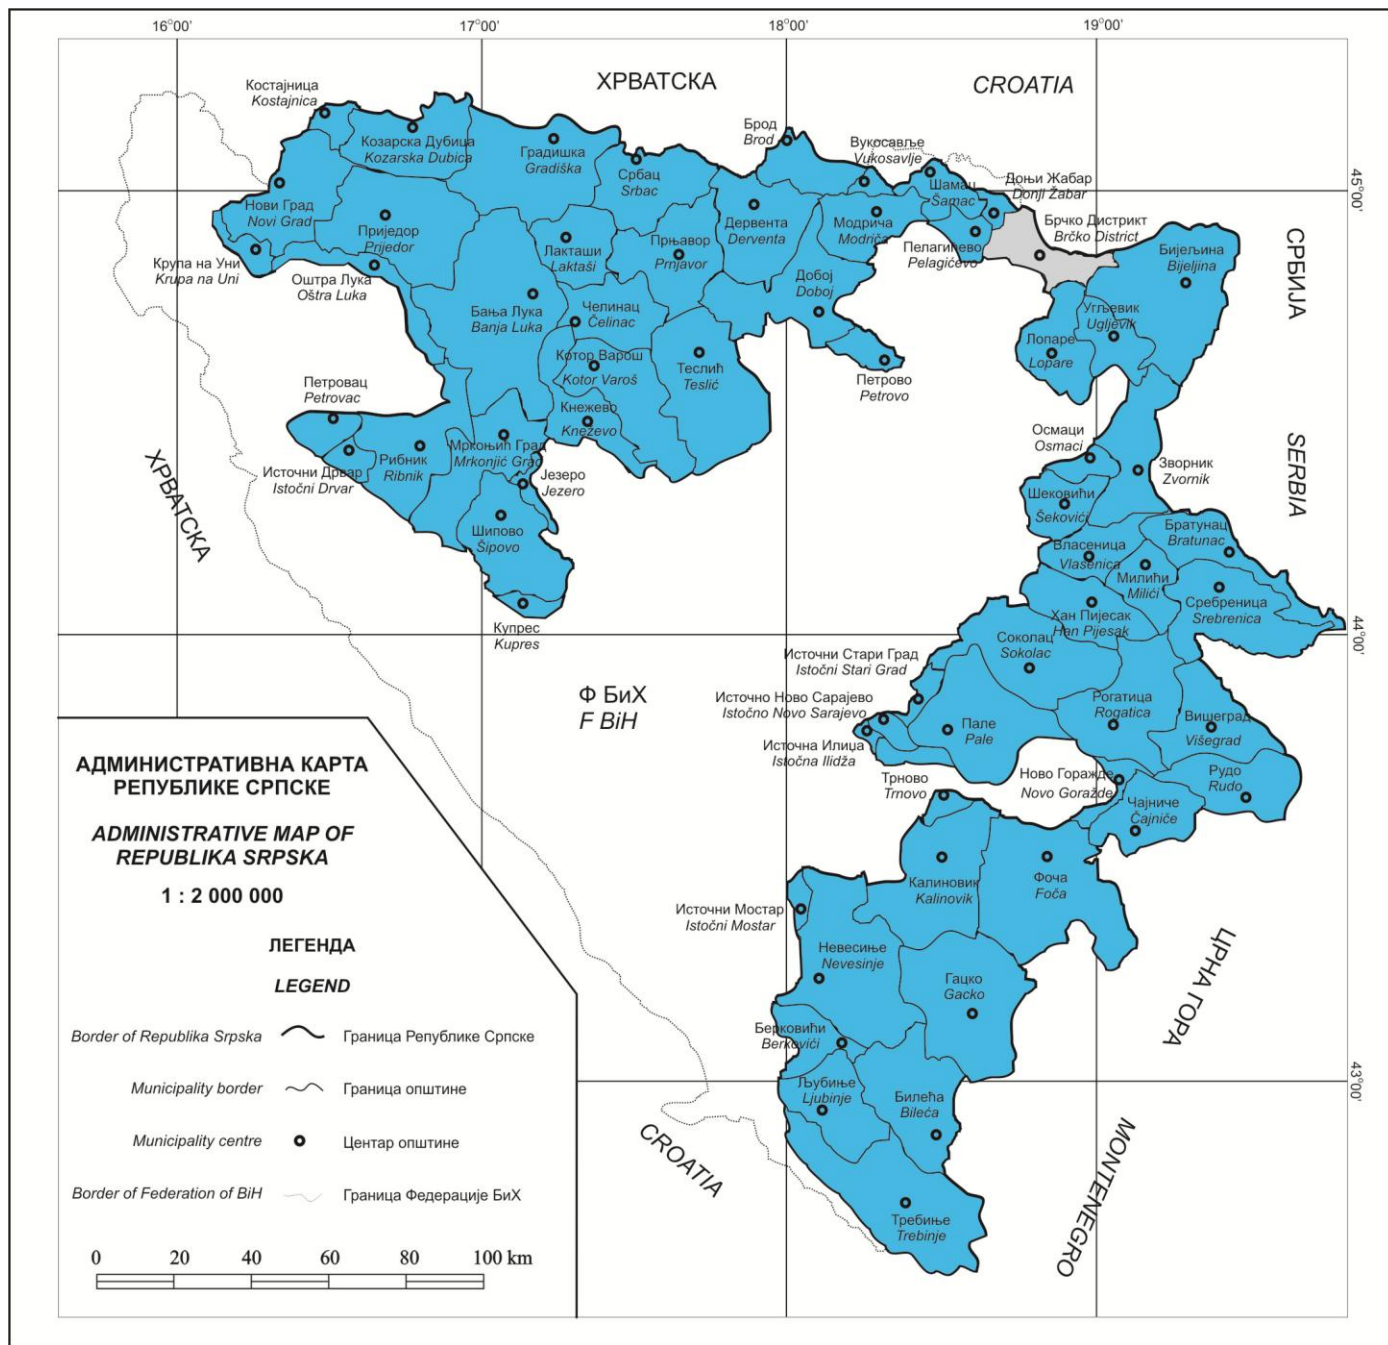 16°00'
17°00'
18°00'
19°00'
ХРВАТСКА
CROATIA
Костајница
Kostajnica
Козарска Дубица
Kozarska Dubica
Градишка
Gradiška
Србац
Srbac
Брод
Brod
Вукосавље
Vukosavlje
Шамац
Šamac
Доњи Жабар
Donji Žabar
45°00'
Нови Град
Novi Grad
Приједор
Prijedor
Дервента
Derventa
Модрича
Modriča
Пелагићево
Pelagićevo
Брчко Дистрикт
Brčko District
Бијељина
Bijeljina
СРБИЈА
Крупа на Уни
Krupa na Uni
Оштра Лука
Oštra Luka
Лакташи
Laktaši
Прњавор
Prnjavor
Добој
Doboj
Бања Лука
Banja Luka
Челинац
Čelinac
Угљевик
Ugljevik
Лопаре
Lopare
Котор Варош
Kotor Varoš
Теслић
Teslić
Петрово
Petrovo
Петровац
Petrovac
Кнежево
Knezevo
Мркоњић Град
Mrkonjić Grad
Рибник
Ribnik
Источни Дрвар
Istočni Drvar
Језеро
Jezero
Шипово
Šipovo
Купрес
Kupres
ХРВАТСКА
Осмаци
Osmaci
Зворник
Zvornik
SERBIA
Шековићи
Šekovići
Братунац
Bratunac
Власеница
Vlasenica
Милићи
Milići
Сребреница
Srebrenica
Хан Пијесак
Han Pijesak
44°00'
Соколац
Sokolac
Источни Стари Град
Istočni Stari Grad
Источно Ново Сарајево
Istočno Novo Sarajevo
Источна Илиџа
Istočna Ilidža
Пале
Pale
Рогатица
Rogatica
Вишеград
Višegrad
Ф БиХ
F BiH
Трново
Trnovo
Ново Горажде
Novo Goražde
Рудо
Rudo
Чајниче
Čajniče
Калиновик
Kalinovik
Фоча
Foča
Источни Мостар
Istočni Mostar
Невесиње
Nevesinje
Гацко
Gacko
ЦРНА ГОРА
Берковићи
Berkovići
43°00'
Љубиње
Ljubinje
Билећа
Bileća
CROATIA
MONTENEGRO
Требиње
Trebinje
АДМИНИСТРАТИВНА КАРТА
РЕПУБЛИКЕ СРПСКЕ
ADMINISTRATIVE MAP OF
REPUBLIKA SRPSKA
1 : 2 000 000
ЛЕГЕНДА
LEGEND
Border of Republika Srpska Граница Републике Српске
Municipality border Граница општине
Municipality centre Центар општине
Border of Federation of BiH Граница Федерације БиХ
0 20 40 60 80 100 km